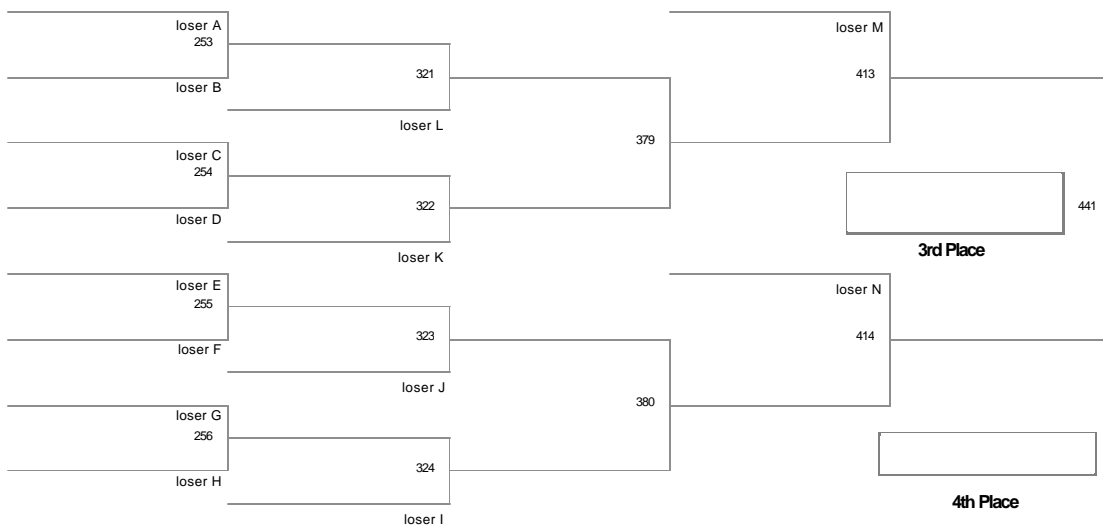 loser A
253
loser B
321
loser L
loser C
254
loser D
322
loser K
379
loser M
413
441
3rd Place
loser E
255
loser F
323
loser J
loser G
256
loser H
324
loser I
380
loser N
414
4th Place